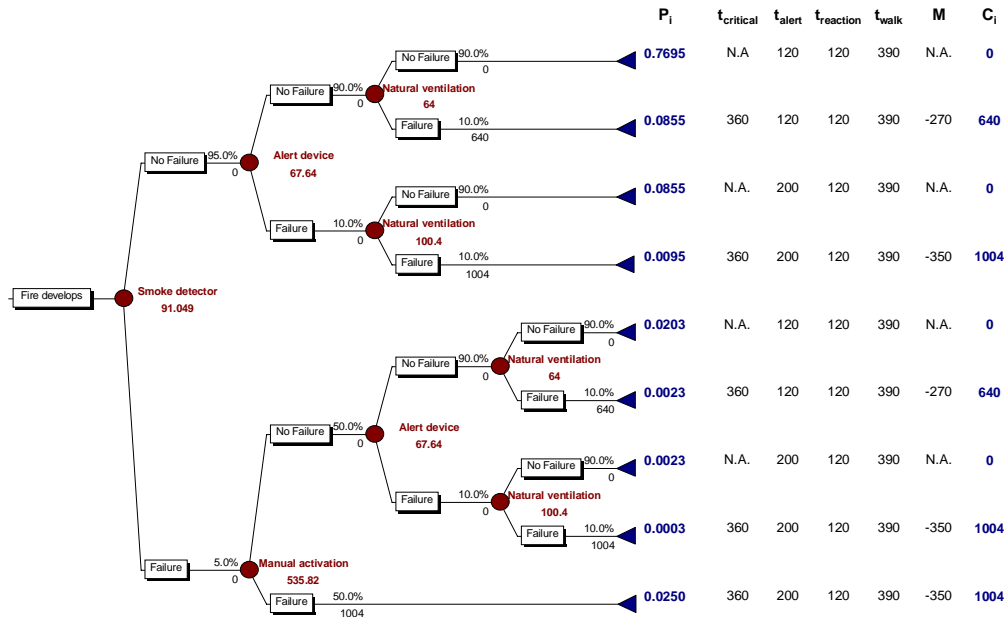 Pi tcritical talert treaction twalk M Ci
No Failure 90.0% 0 0.7695 N.A 120 120 390 N.A. 0
No Failure 90.0% 0 Natural ventilation 64
Failure 10.0% 640 0.0855 360 120 120 390 -270 640
No Failure 95.0% 0 Alert device 67.64
No Failure 90.0% 0 0.0855 N.A. 200 120 390 N.A. 0
Failure 10.0% 0 Natural ventilation 100.4
Failure 10.0% 1004 0.0095 360 200 120 390 -350 1004
Fire develops Smoke detector 91.049
No Failure 90.0% 0 0.0203 N.A. 120 120 390 N.A. 0
No Failure 90.0% 0 Natural ventilation 64
Failure 10.0% 640 0.0023 360 120 120 390 -270 640
No Failure 50.0% 0 Alert device 67.64
No Failure 90.0% 0 0.0023 N.A. 200 120 390 N.A. 0
Failure 10.0% 0 Natural ventilation 100.4
Failure 10.0% 1004 0.0003 360 200 120 390 -350 1004
Failure 5.0% 0 Manual activation 535.82
Failure 50.0% 1004 0.0250 360 200 120 390 -350 1004